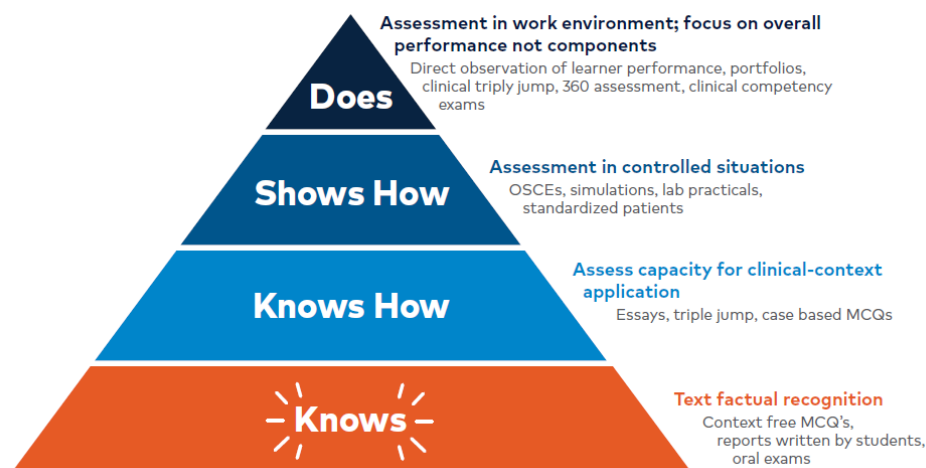 Assessment in work environment; focus on overall
performance not components
Direct observation of learner performance, portfolios,
clinical triply jump, 360 assessment, clinical competency
exams
Does
Assessment in controlled situations
OSCEs, simulations, lab practicals,
standardized patients
Shows How
Assess capacity for clinical-context
application
Essays, triple jump, case based MCQs
Knows How
Text factual recognition
Context free MCQ's,
reports written by students,
oral exams
Knows